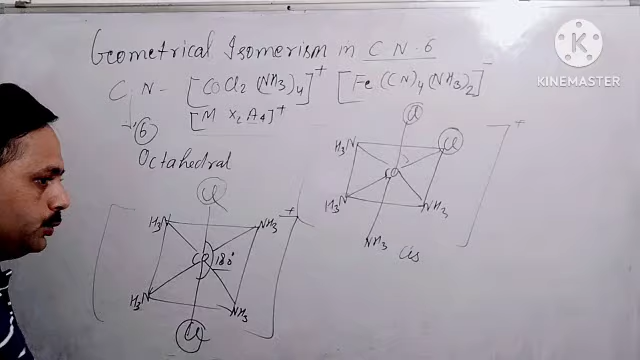 Geometrical Isomerism in C N · 6
C N - [CoCl2 (NH3)4]+ [Fe (CN)4 (NH3)2]-
6 [M X2 A4]+
Octahedral
Cl
Cl
H3N
Co
H3N
NH3
NH3
cis
+
Cl
H3N
NH3
+
Co 180°
H3N
NH3
Cl
KINEMASTER